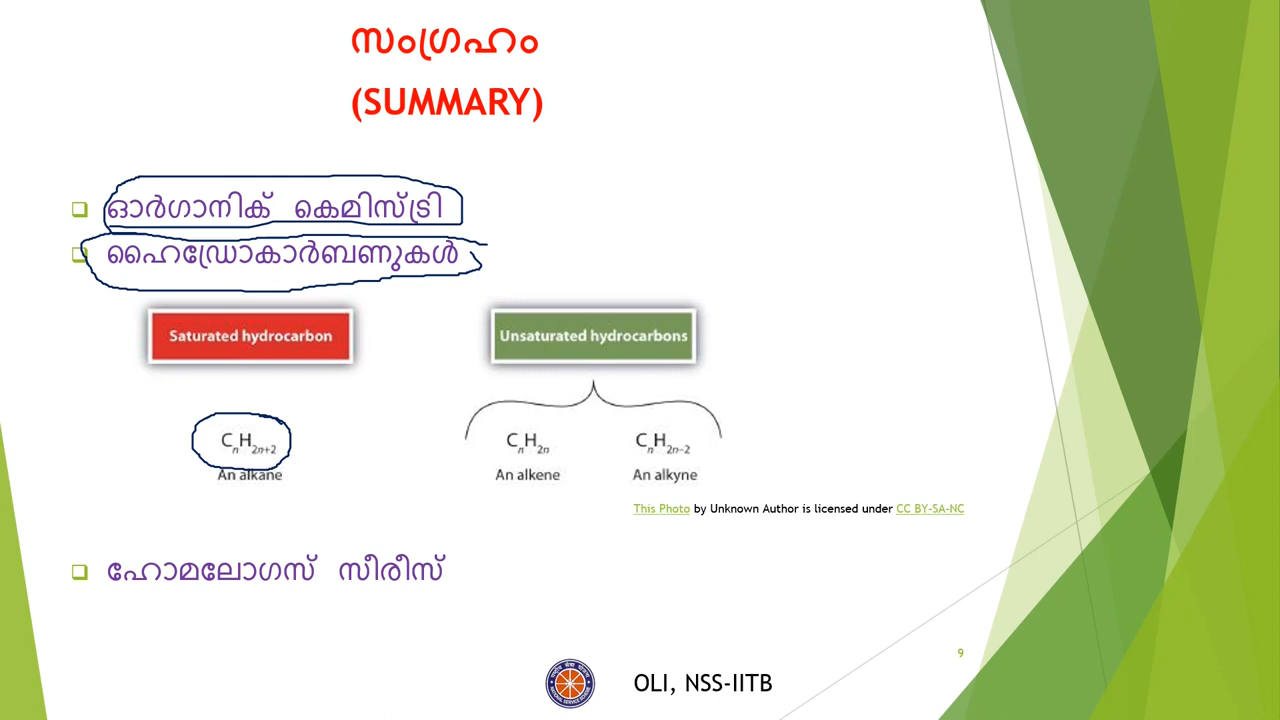 സംഗ്രഹം
(SUMMARY)
ഓർഗാനിക് കെമിസ്ട്രി
ഹൈഡ്രോകാർബണുകൾ
Saturated hydrocarbon
Unsaturated hydrocarbons
CnH2n+2
CnH2n
CnH2n−2
An alkane
An alkene
An alkyne
This Photo by Unknown Author is licensed under CC BY-SA-NC
ഹോമലോഗസ് സീരീസ്
9
OLI, NSS-IITB